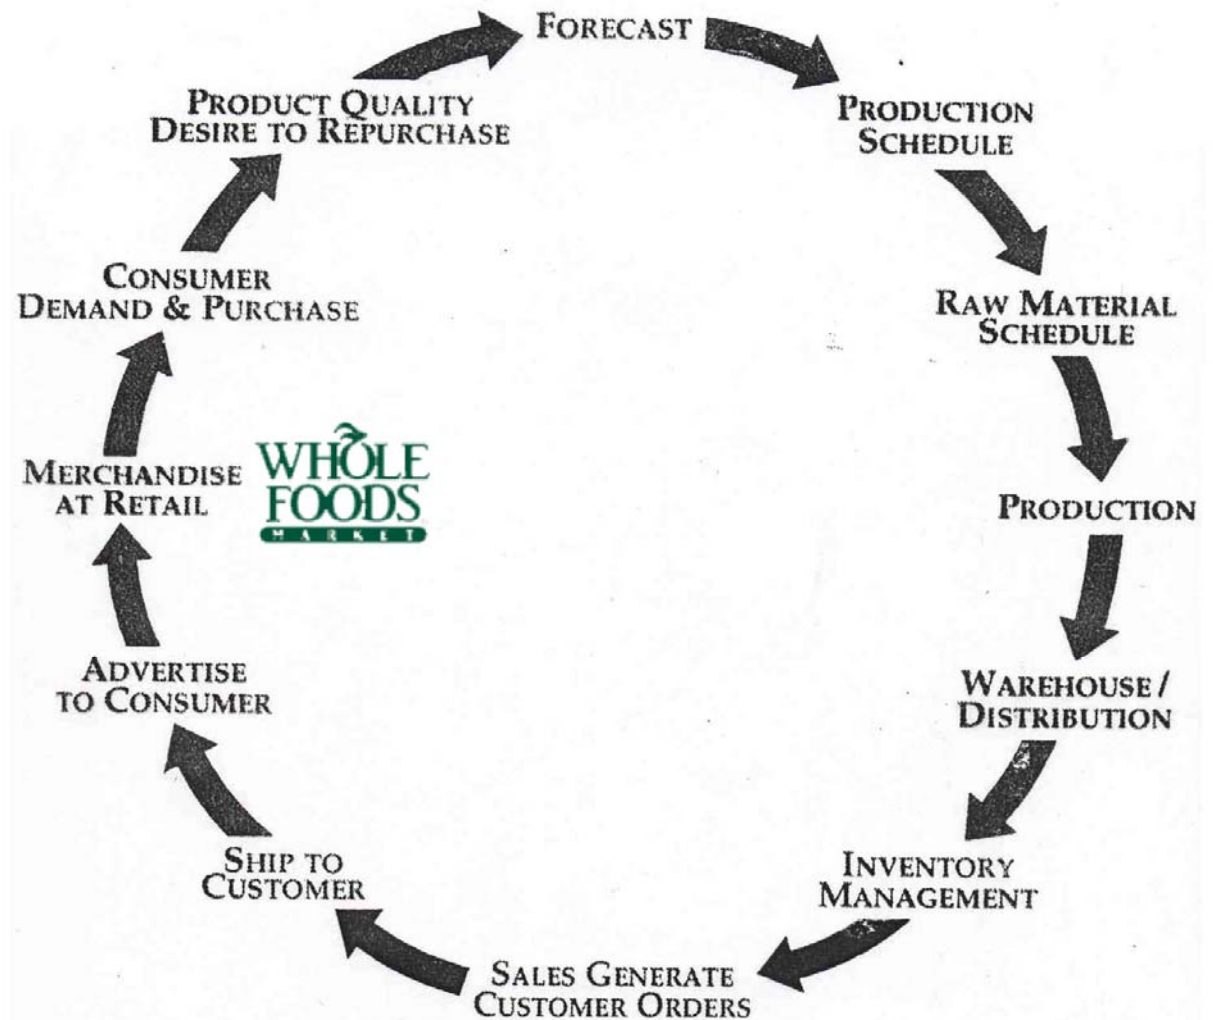 FORECAST
PRODUCTION
SCHEDULE
RAW MATERIAL
SCHEDULE
PRODUCTION
WAREHOUSE /
DISTRIBUTION
INVENTORY
MANAGEMENT
SALES GENERATE
CUSTOMER ORDERS
SHIP TO
CUSTOMER
ADVERTISE
TO CONSUMER
MERCHANDISE
AT RETAIL
WHOLE
FOODS
MARKET
CONSUMER
DEMAND & PURCHASE
PRODUCT QUALITY
DESIRE TO REPURCHASE